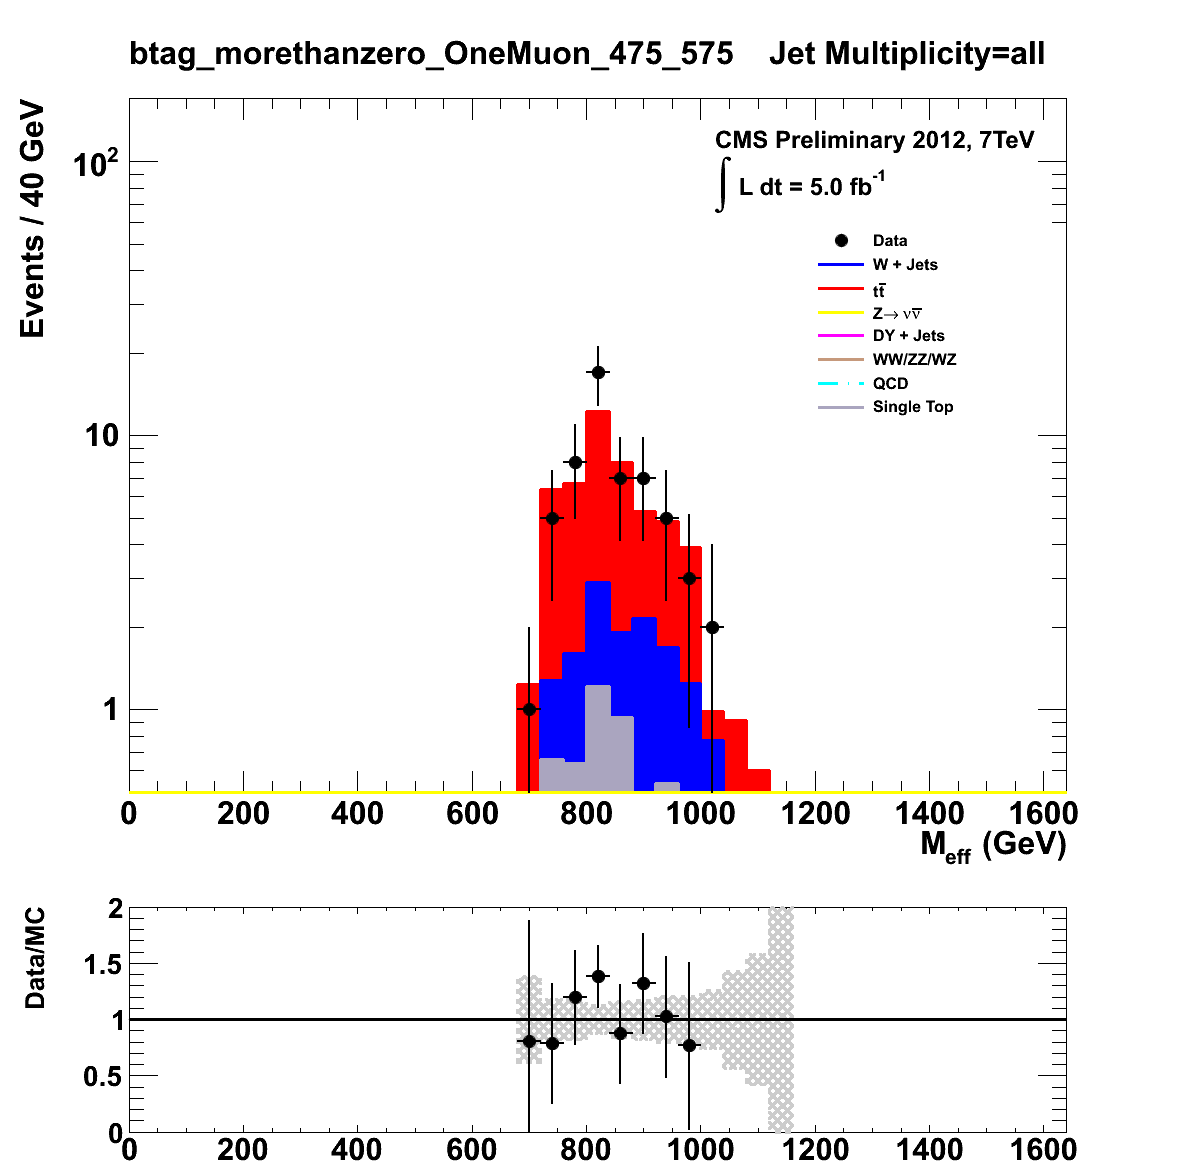 btag_morethanzero_OneMuon_475_575 Jet Multiplicity=all
Events / 40 GeV
10²
10
1
CMS Preliminary 2012, 7TeV
∫ L dt = 5.0 fb⁻¹
Data
W + Jets
tt̅
Z→ νν̅
DY + Jets
WW/ZZ/WZ
QCD
Single Top
0 200 400 600 800 1000 1200 1400 1600
M_eff (GeV)
Data/MC
2
1.5
1
0.5
0
0 200 400 600 800 1000 1200 1400 1600